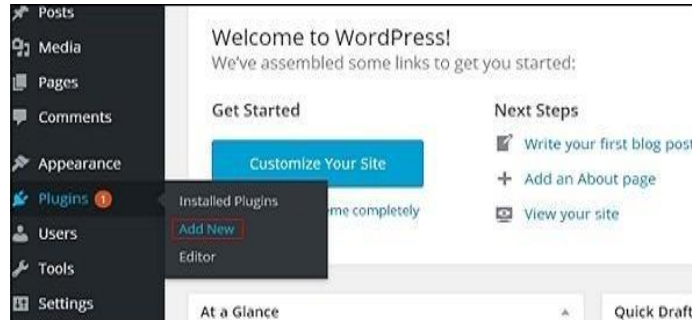 Posts
Media
Pages
Comments
Appearance
Plugins 1
Users
Tools
Settings
Installed Plugins
Add New
Editor
Welcome to WordPress!
We've assembled some links to get you started:
Get Started
Customize Your Site
me completely
Next Steps
Write your first blog post
Add an About page
View your site
At a Glance
Quick Draft